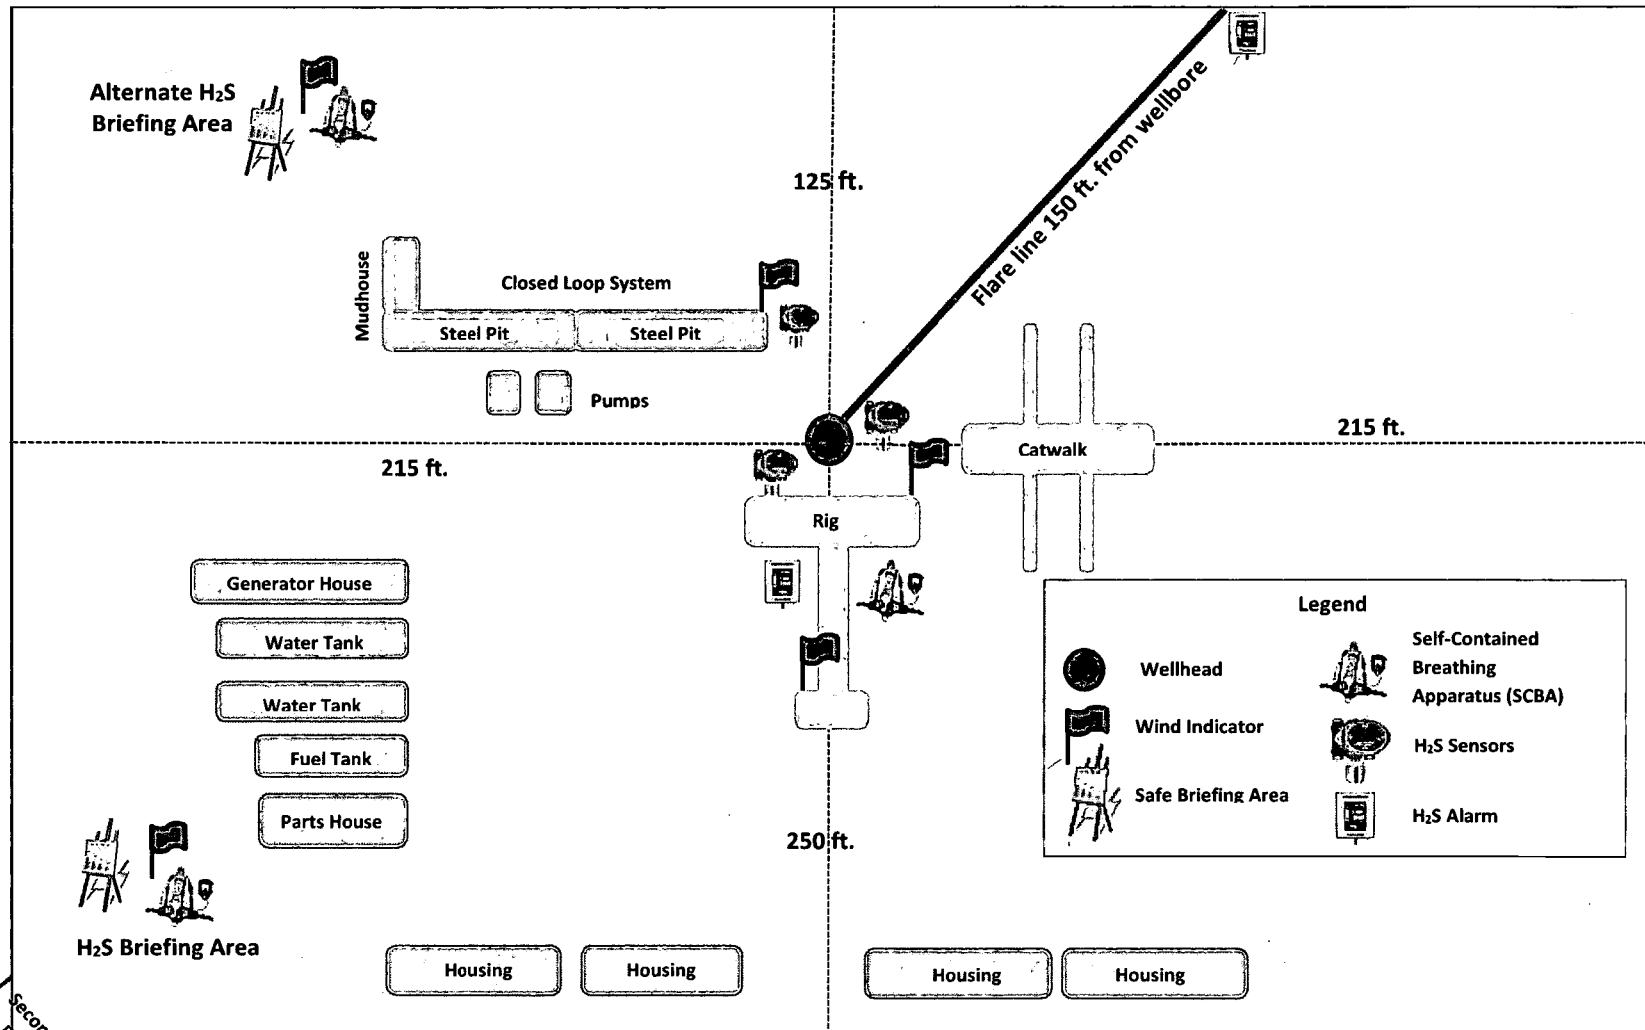 Alternate H₂S
Briefing Area
125 ft.
Flare line 150 ft. from wellbore
Mudhouse
Closed Loop System
Steel Pit
Steel Pit
Pumps
215 ft.
Catwalk
215 ft.
Rig
Generator House
Water Tank
Water Tank
Fuel Tank
Parts House
250 ft.
Legend
Wellhead
Wind Indicator
Safe Briefing Area
Self-Contained
Breathing
Apparatus (SCBA)
H₂S Sensors
H₂S Alarm
H₂S Briefing Area
Housing
Housing
Housing
Housing